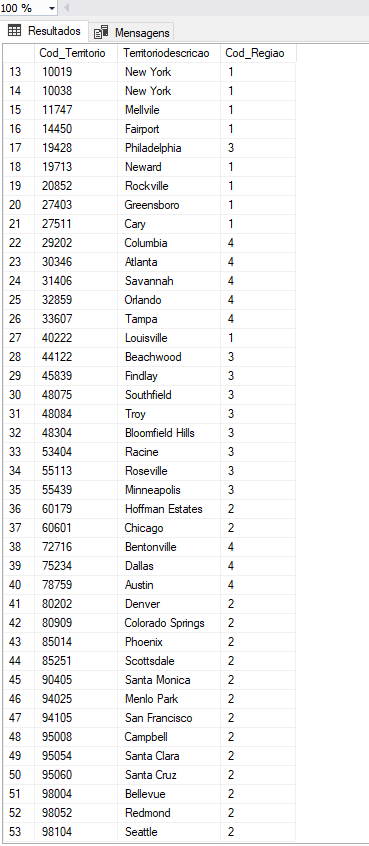 100 %
Resultados Mensagens
Cod_Territorio Territoriodescricao Cod_Regiao
13 10019 New York 1
14 10038 New York 1
15 11747 Mellvile 1
16 14450 Fairport 1
17 19428 Philadelphia 3
18 19713 Neward 1
19 20852 Rockville 1
20 27403 Greensboro 1
21 27511 Cary 1
22 29202 Columbia 4
23 30346 Atlanta 4
24 31406 Savannah 4
25 32859 Orlando 4
26 33607 Tampa 4
27 40222 Louisville 1
28 44122 Beachwood 3
29 45839 Findlay 3
30 48075 Southfield 3
31 48084 Troy 3
32 48304 Bloomfield Hills 3
33 53404 Racine 3
34 55113 Roseville 3
35 55439 Minneapolis 3
36 60179 Hoffman Estates 2
37 60601 Chicago 2
38 72716 Bentonville 4
39 75234 Dallas 4
40 78759 Austin 4
41 80202 Denver 2
42 80909 Colorado Springs 2
43 85014 Phoenix 2
44 85251 Scottsdale 2
45 90405 Santa Monica 2
46 94025 Menlo Park 2
47 94105 San Francisco 2
48 95008 Campbell 2
49 95054 Santa Clara 2
50 95060 Santa Cruz 2
51 98004 Bellevue 2
52 98052 Redmond 2
53 98104 Seattle 2